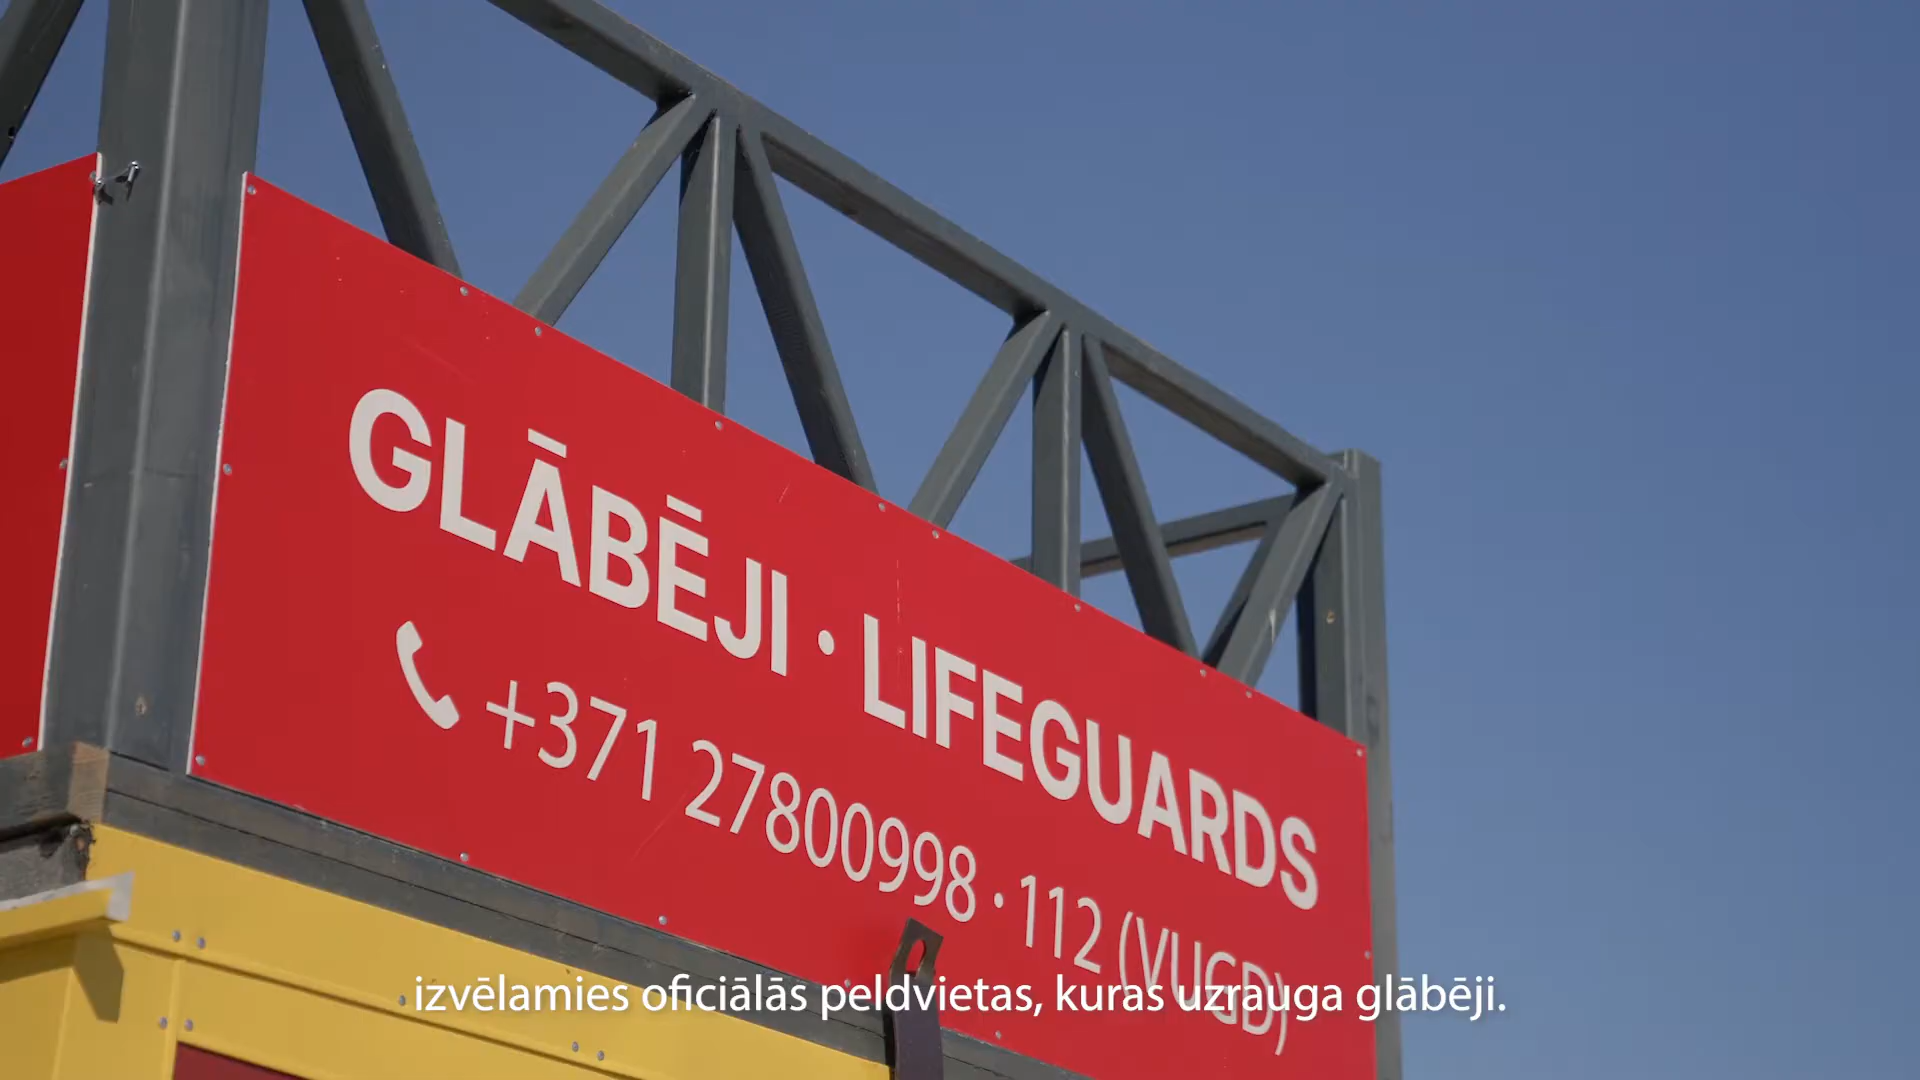 GLĀBĒJI · LIFEGUARDS
+371 27800998 · 112 (VUGD)
izvēlamies oficiālās peldvietas, kuras uzrauga glābēji.